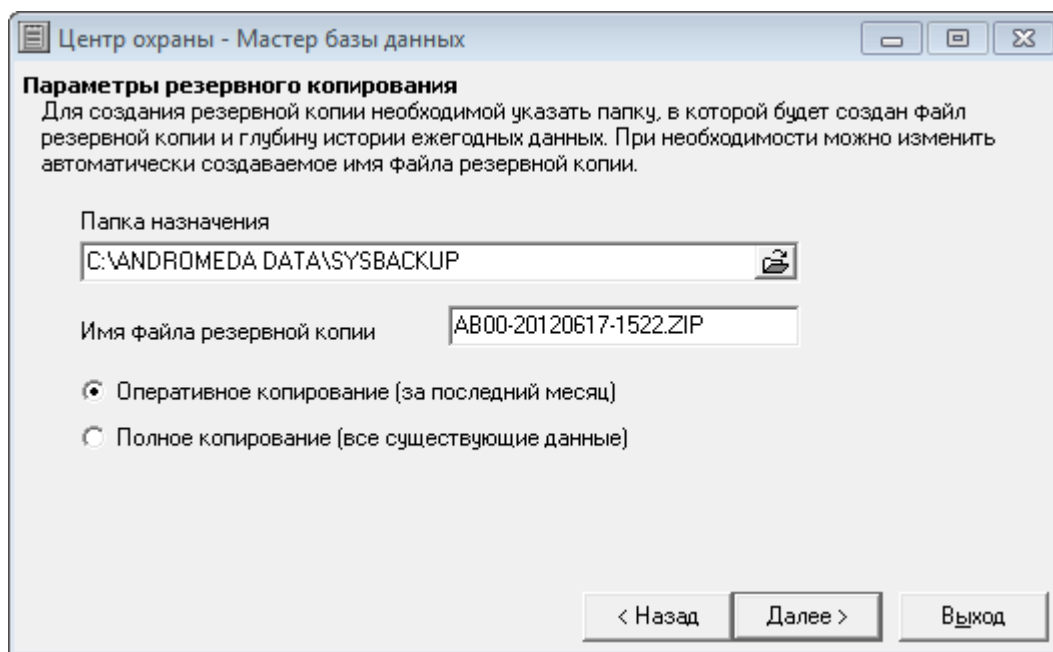 Центр охраны - Мастер базы данных
Параметры резервного копирования
Для создания резервной копии необходимой указать папку, в которой будет создан файл
резервной копии и глубину истории ежегодных данных. При необходимости можно изменить
автоматически создаваемое имя файла резервной копии.
Папка назначения
C:\ANDROMEDA DATA\SYSBACKUP
Имя файла резервной копии
AB00-20120617-1522.ZIP
Оперативное копирование (за последний месяц)
Полное копирование (все существующие данные)
< Назад
Далее >
Выход